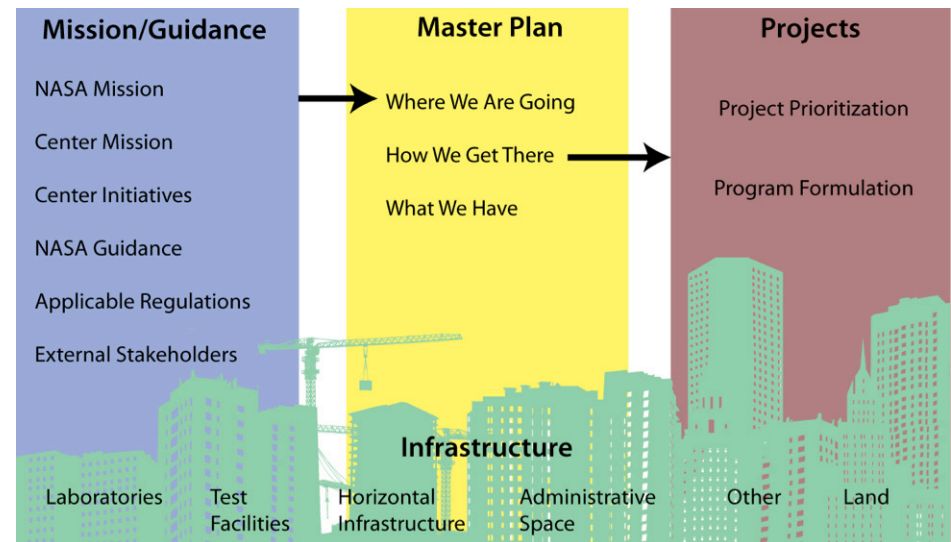 Mission/Guidance
NASA Mission
Center Mission
Center Initiatives
NASA Guidance
Applicable Regulations
External Stakeholders
Master Plan
Where We Are Going
How We Get There
What We Have
Projects
Project Prioritization
Program Formulation
Infrastructure
Laboratories
Test
Facilities
Horizontal
Infrastructure
Administrative
Space
Other
Land